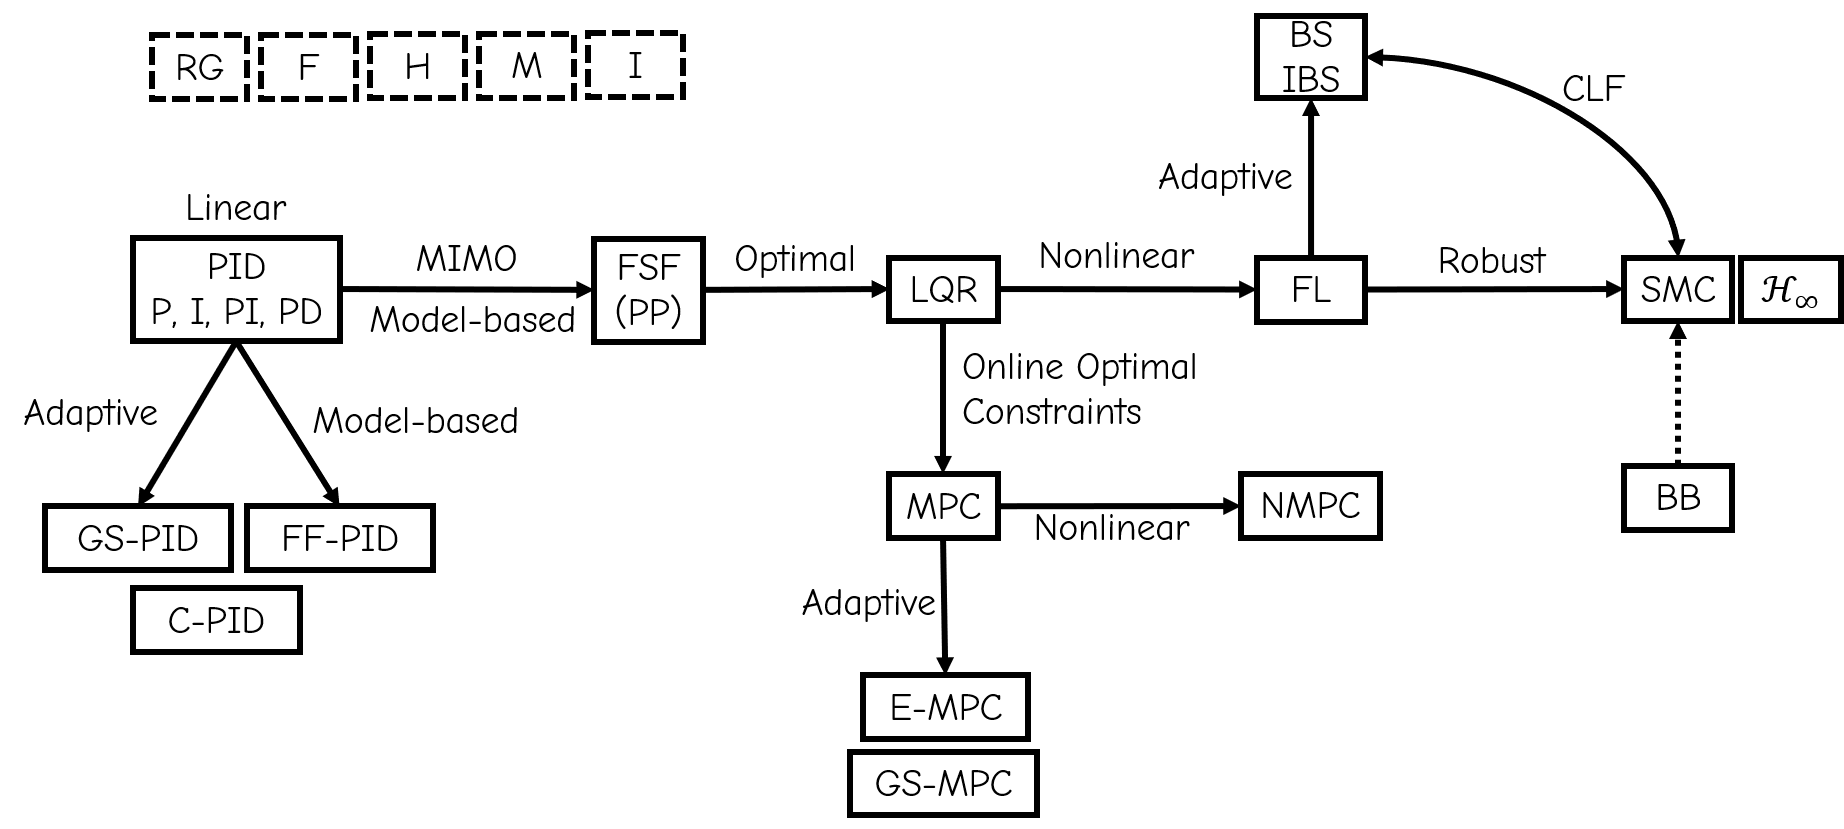 RG
F
H
M
I
BS
IBS
CLF
Adaptive
Linear
PID
P, I, PI, PD
MIMO
Model-based
FSF
(PP)
Optimal
LQR
Nonlinear
FL
Robust
SMC
ℋ∞
Adaptive
Model-based
Online Optimal
Constraints
GS-PID
FF-PID
C-PID
MPC
Nonlinear
NMPC
BB
Adaptive
E-MPC
GS-MPC